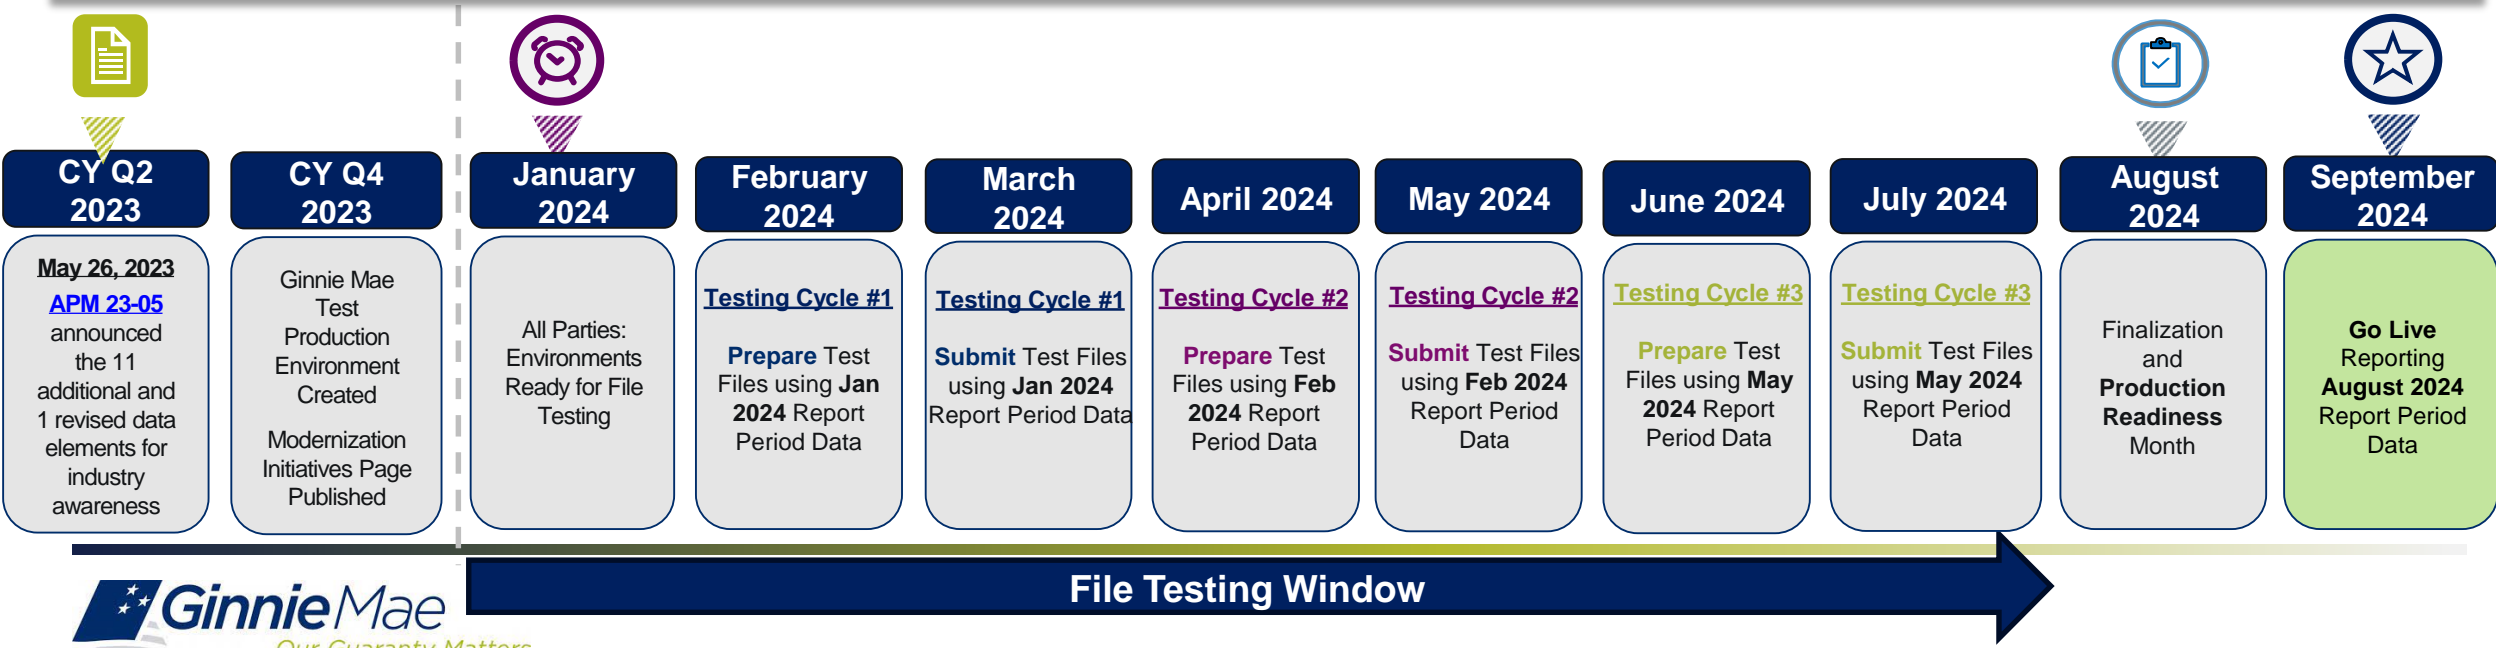 CY Q2
2023
May 26, 2023
APM 23-05
announced
the 11
additional and
1 revised data
elements for
industry
awareness
CY Q4
2023
Ginnie Mae
Test
Production
Environment
Created
Modernization
Initiatives Page
Published
January
2024
All Parties:
Environments
Ready for File
Testing
February
2024
Testing Cycle #1
Prepare Test
Files using Jan
2024 Report
Period Data
March
2024
Testing Cycle #1
Submit Test Files
using Jan 2024
Report Period Data
April 2024
Testing Cycle #2
Prepare Test
Files using Feb
2024 Report
Period Data
May 2024
Testing Cycle #2
Submit Test Files
using Feb 2024
Report Period
Data
June 2024
Testing Cycle #3
Prepare Test
Files using May
2024 Report
Period Data
July 2024
Testing Cycle #3
Submit Test Files
using May 2024
Report Period
Data
August
2024
Finalization
and
Production
Readiness
Month
September
2024
Go Live
Reporting
August 2024
Report Period
Data
File Testing Window
GinnieMae
Our Guaranty Matters